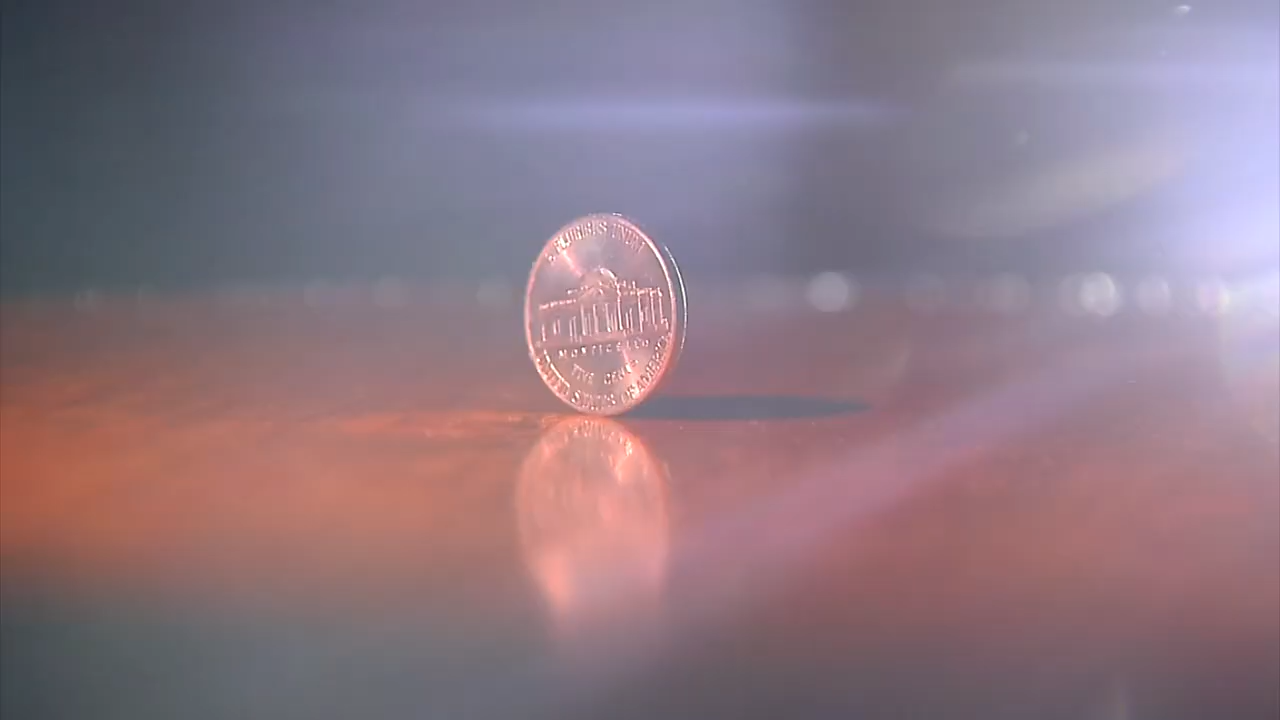 E PLURIBUS UNUM
MONTICELLO
FIVE CENTS
UNITED STATES OF AMERICA